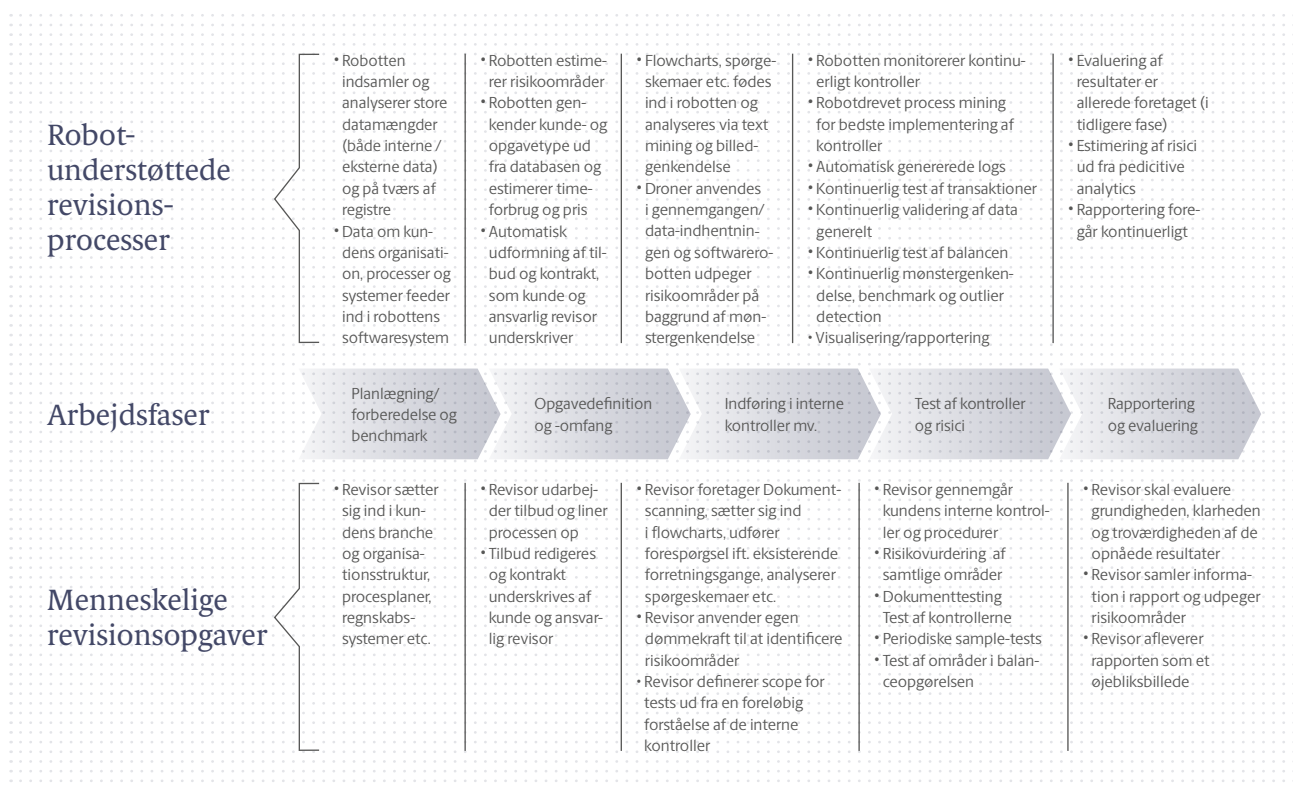 Robot-
understøttede
revisions-
processer
• Robotten
indsamler og
analyserer store
datamængder
(både interne /
eksterne data)
og på tværs af
registre
• Data om kun-
dens organisati-
on, processer og
systemer feeder
ind i robottens
softwaresystem
• Robotten estime-
rer risikoområder
• Robotten gen-
kender kunde- og
opgavetype ud
fra databasen og
estimerer time-
forbrug og pris
• Automatisk
udformning af til-
bud og kontrakt,
som kunde og
ansvarlig revisor
underskriver
• Flowcharts, spørge-
skemaer etc. fødes
ind i robotten og
analyseres via text
mining og billed-
genkendelse
• Droner anvendes
i gennemgangen/
data-indhentnin-
gen og softwarero-
botten udpeger
risikoområder på
baggrund af møn-
stergenkendelse
• Robotten monitorerer kontinu-
erligt kontroller
• Robotdrevet process mining
for bedste implementering af
kontroller
• Automatisk genererede logs
• Kontinuerlig test af transaktioner
• Kontinuerlig validering af data
generelt
• Kontinuerlig test af balancen
• Kontinuerlig mønstergenken-
delse, benchmark og outlier
detection
• Visualisering/rapportering
• Evaluering af
resultater er
allerede foretaget (i
tidligere fase)
• Estimering af risici
ud fra pedicitive
analytics
• Rapportering fore-
går kontinuerligt
Arbejdsfaser
Planlægning/
forberedelse og
benchmark
Opgavedefinition
og -omfang
Indføring i interne
kontroller mv.
Test af kontroller
og risici
Rapportering
og evaluering
Menneskelige
revisionsopgaver
• Revisor sætter
sig ind i kun-
dens branche
og organisa-
tionsstruktur,
procesplaner,
regnskabs-
systemer etc.
• Revisor udarbej-
der tilbud og liner
processen op
• Tilbud redigeres
og kontrakt
underskrives af
kunde og ansvar-
lig revisor
• Revisor foretager Dokument-
scanning, sætter sig ind
i flowcharts, udfører
forespørgsel ift. eksisterende
forretningsgange, analyserer
spørgeskemaer etc.
• Revisor anvender egen
dømmekraft til at identificere
risikoområder
• Revisor definerer scope for
tests ud fra en foreløbig
forståelse af de interne
kontroller
• Revisor gennemgår
kundens interne kontrol-
ler og procedurer
• Risikovurdering af
samtlige områder
• Dokumenttesting
Test af kontrollerne
• Periodiske sample-tests
• Test af områder i balan-
ceopgørelsen
• Revisor skal evaluere
grundigheden, klarheden
og troværdigheden af de
opnåede resultater
• Revisor samler informa-
tion i rapport og udpeger
risikoområder
• Revisor afleverer
rapporten som et
øjebliksbillede